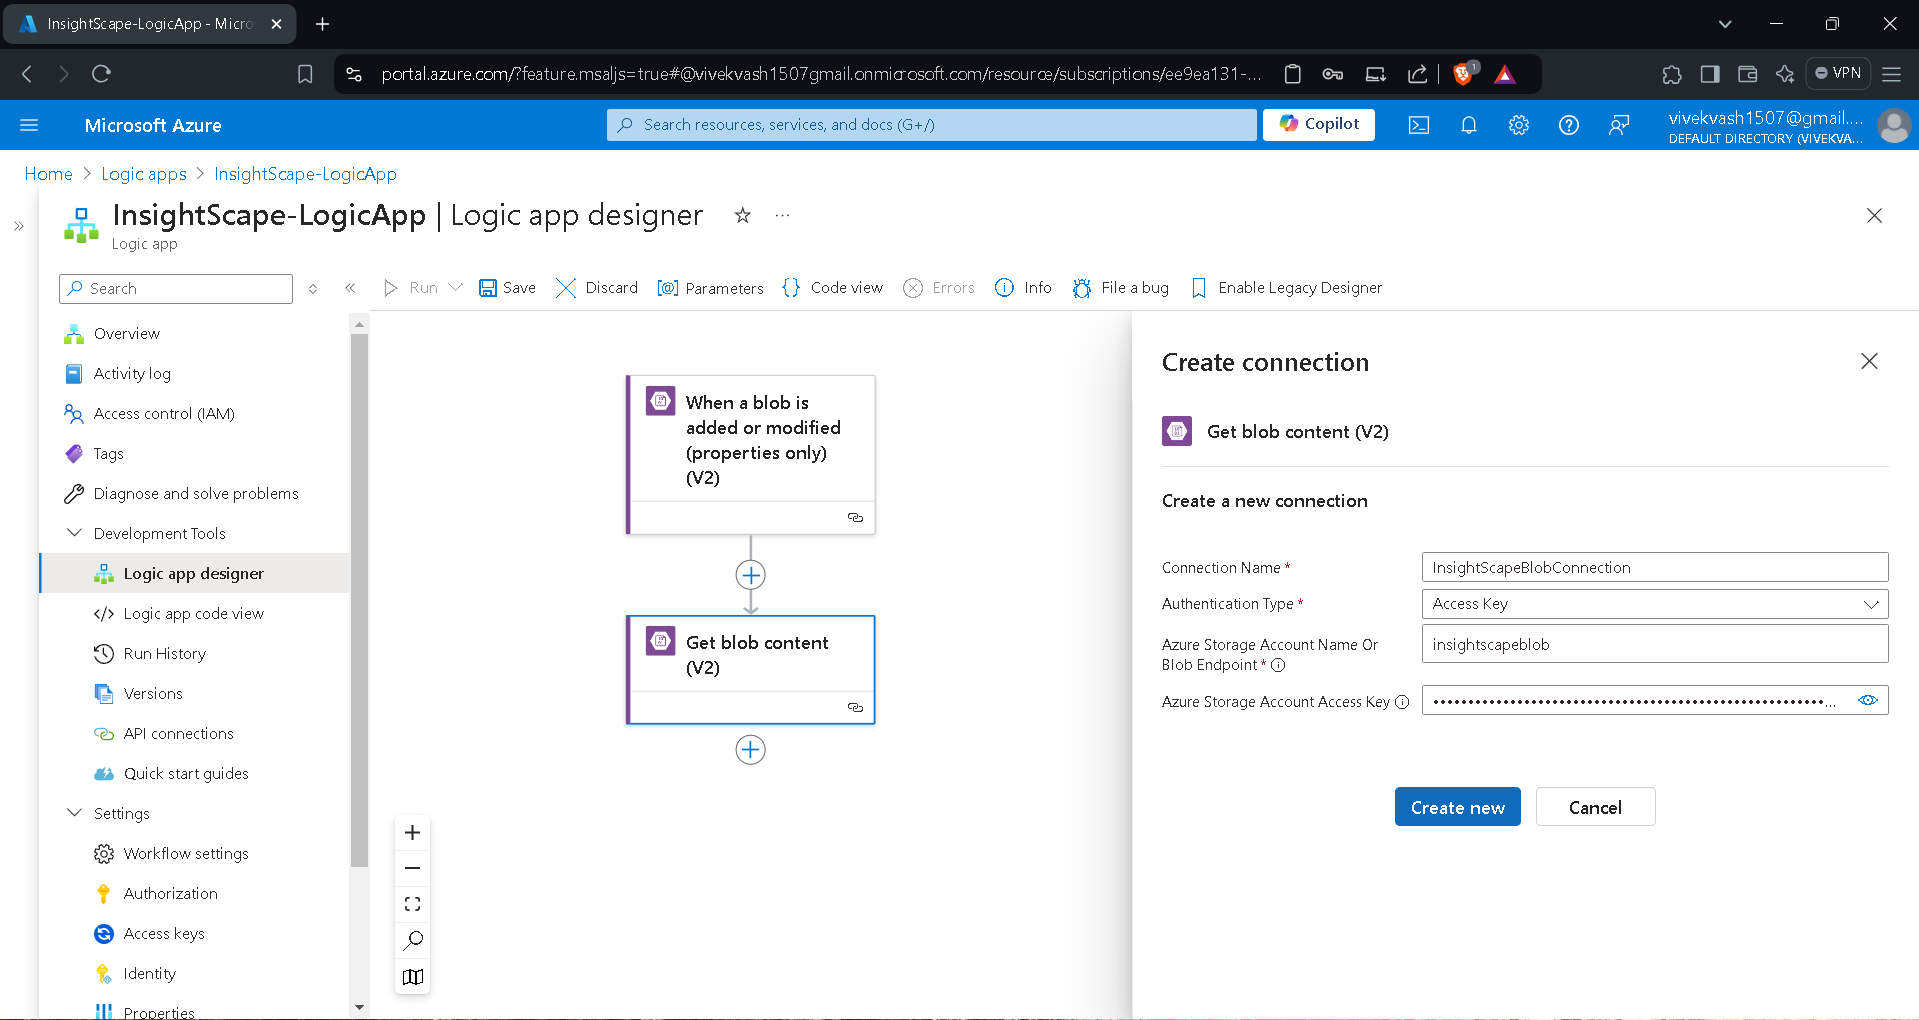 InsightScape-LogicApp - Micro
portal.azure.com/?feature.msaljs=true#@vivekvash1507gmail.onmicrosoft.com/resource/subscriptions/ee9ea131-...
1
VPN
Microsoft Azure
Search resources, services, and docs (G+/)
Copilot
vivekvash1507@gmail....
DEFAULT DIRECTORY (VIVEKVA...
Home > Logic apps > InsightScape-LogicApp
InsightScape-LogicApp | Logic app designer
Logic app
Search
Run
Save
Discard
Parameters
Code view
Errors
Info
File a bug
Enable Legacy Designer
Overview
Activity log
Access control (IAM)
Tags
Diagnose and solve problems
Development Tools
Logic app designer
Logic app code view
Run History
Versions
API connections
Quick start guides
Settings
Workflow settings
Authorization
Access keys
Identity
Properties
When a blob is
added or modified
(properties only)
(V2)
Get blob content
(V2)
Create connection
Get blob content (V2)
Create a new connection
Connection Name *
InsightScapeBlobConnection
Authentication Type *
Access Key
Azure Storage Account Name Or
Blob Endpoint *
insightscapeblob
Azure Storage Account Access Key
Create new
Cancel